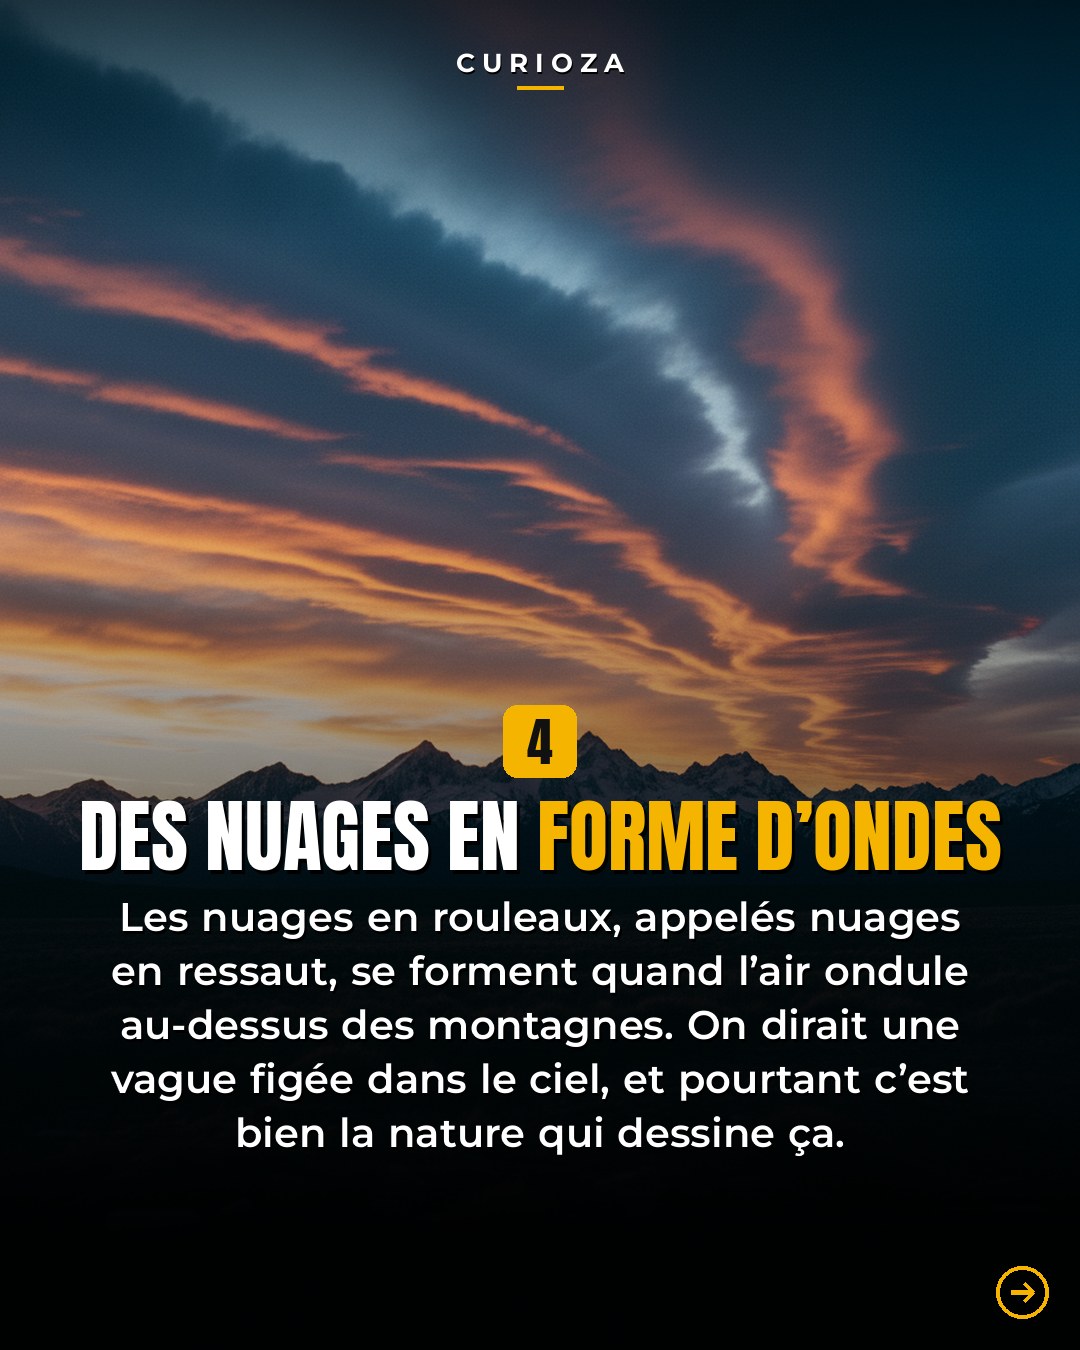 CURIOZA
4
DES NUAGES EN FORME D’ONDES
Les nuages en rouleaux, appelés nuages
en ressaut, se forment quand l’air ondule
au-dessus des montagnes. On dirait une
vague figée dans le ciel, et pourtant c’est
bien la nature qui dessine ça.